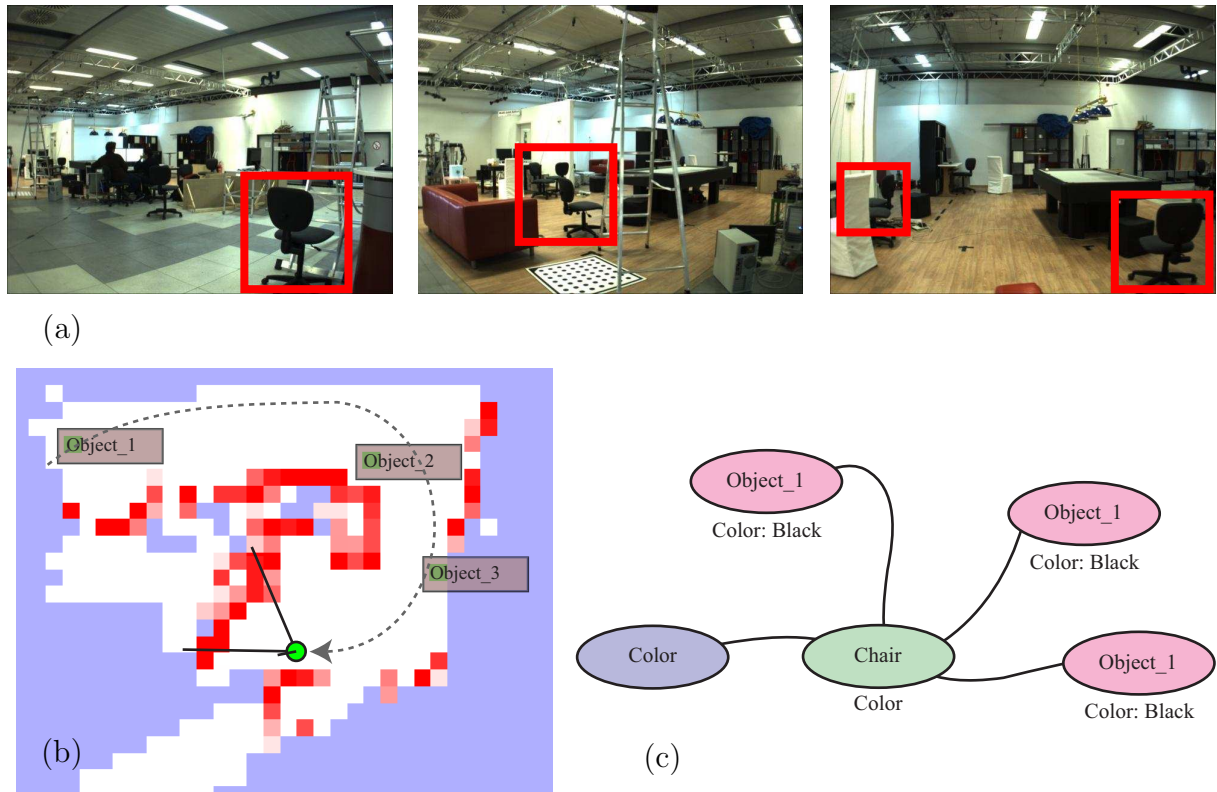 (a)
Object_1
Object_2
Object_3
(b)
Object_1
Color: Black
Object_1
Color: Black
Color
Chair
Color
Object_1
Color: Black
(c)